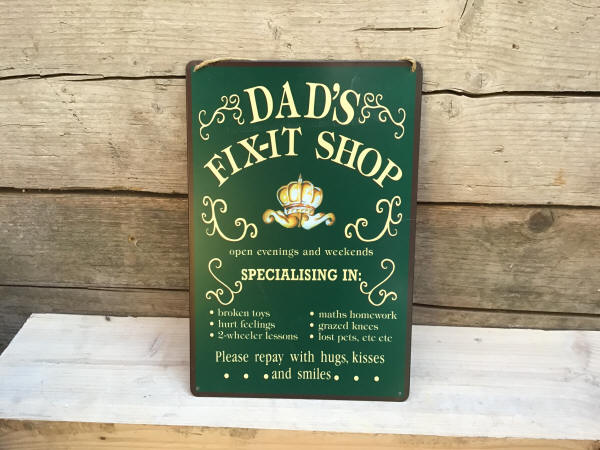 DAD'S
FIX-IT SHOP
open evenings and weekends
SPECIALISING IN:
• broken toys
• hurt feelings
• 2-wheeler lessons
• maths homework
• grazed knees
• lost pets, etc etc
Please repay with hugs, kisses
• • • • and smiles • • • •